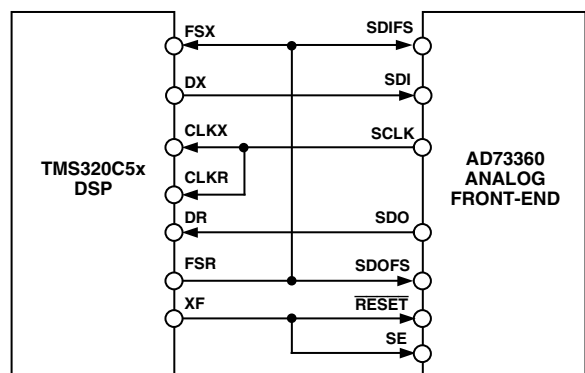 FSX SDIFS
DX SDI
CLKX SCLK
TMS320C5x
DSP
CLKR
AD73360
ANALOG
FRONT-END
DR SDO
FSR SDOFS
XF RESET
SE